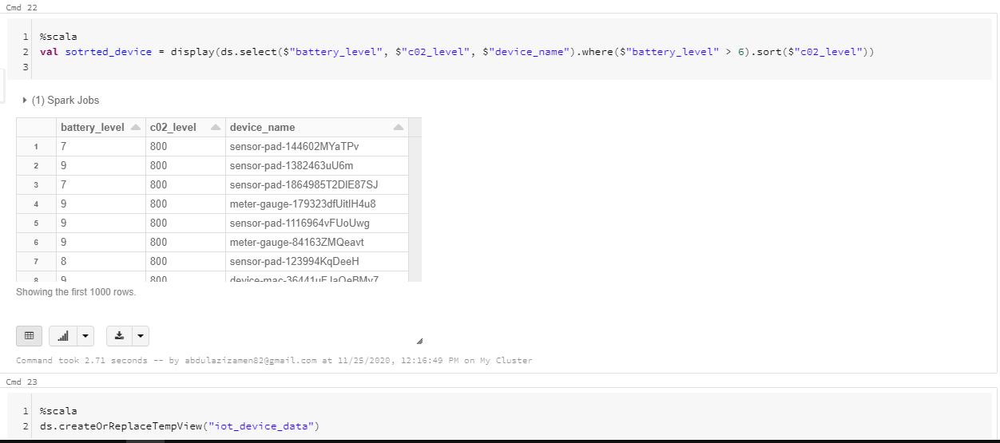 Cmd 22
1 %scala
2 val sotrted_device = display(ds.select($"battery_level", $"c02_level", $"device_name").where($"battery_level" > 6).sort($"c02_level"))
3
(1) Spark Jobs
battery_level c02_level device_name
1 7 800 sensor-pad-144602MYaTPv
2 9 800 sensor-pad-1382463uU6m
3 7 800 sensor-pad-1864985T2DIE87SJ
4 9 800 meter-gauge-179323dfUitIH4u8
5 9 800 sensor-pad-1116964vFUoUwg
6 9 800 meter-gauge-84163ZMQeavt
7 8 800 sensor-pad-123994KqDeeH
8 9 800
Showing the first 1000 rows.
Command took 2.71 seconds -- by abdulazizamen82@gmail.com at 11/25/2020, 12:16:49 PM on My Cluster
Cmd 23
1 %scala
2 ds.createOrReplaceTempView("iot_device_data")